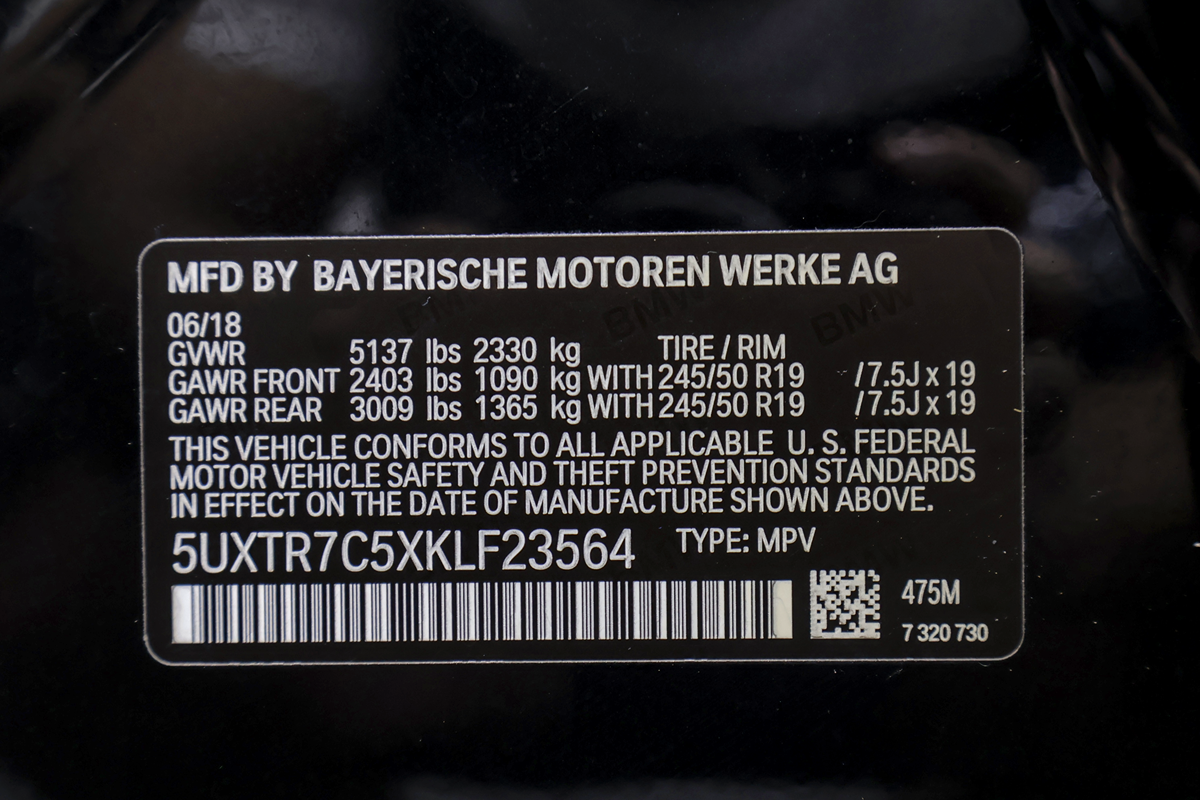 MFD BY BAYERISCHE MOTOREN WERKE AG
06/18
GVWR 5137 lbs 2330 kg TIRE / RIM
GAWR FRONT 2403 lbs 1090 kg WITH 245/50 R19 /7.5J x 19
GAWR REAR 3009 lbs 1365 kg WITH 245/50 R19 /7.5J x 19
THIS VEHICLE CONFORMS TO ALL APPLICABLE U. S. FEDERAL
MOTOR VEHICLE SAFETY AND THEFT PREVENTION STANDARDS
IN EFFECT ON THE DATE OF MANUFACTURE SHOWN ABOVE.
5UXTR7C5XKLF23564 TYPE: MPV
475M
7 320 730
BMW BMW BMW